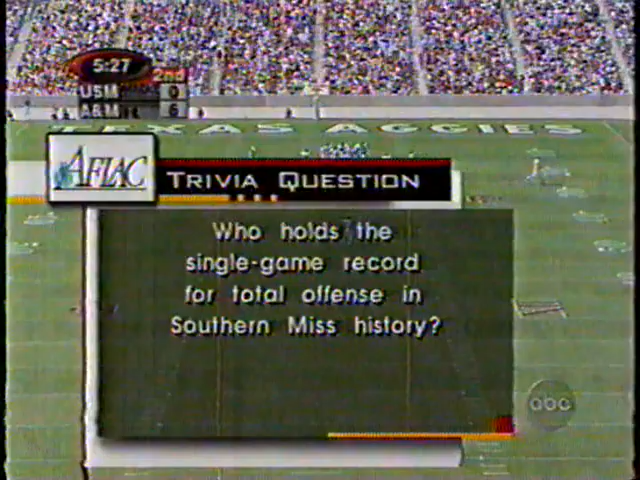 5:27 2nd
USM 0
A&M 6
TEXAS AGGIES
AFLAC
TRIVIA QUESTION
Who holds the
single-game record
for total offense in
Southern Miss history?
abc